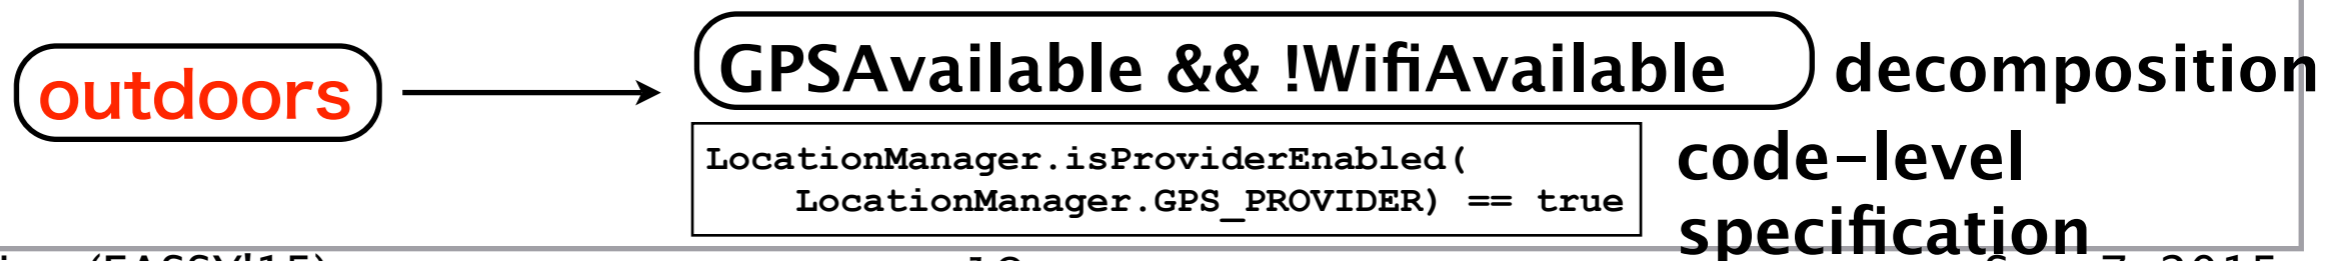 outdoors
GPSAvailable && !WifiAvailable
decomposition
LocationManager.isProviderEnabled(
LocationManager.GPS_PROVIDER) == true
code-level
specification